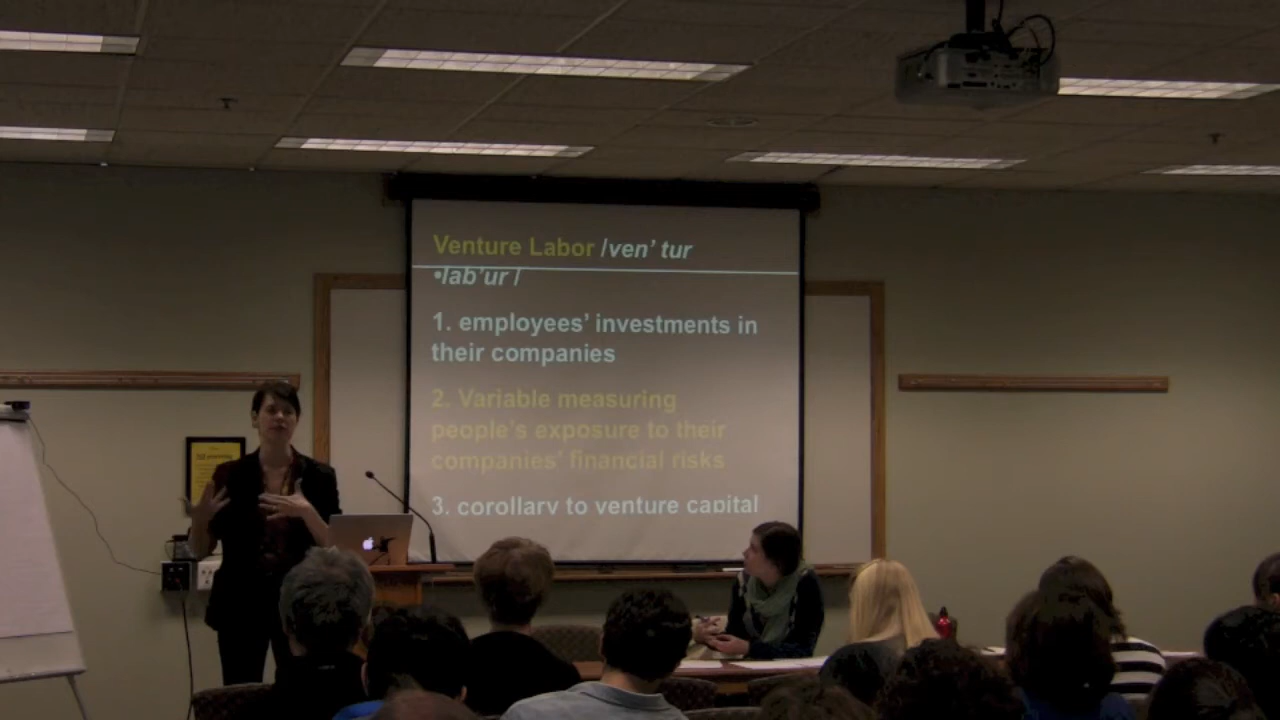 Venture Labor /ven’ tur
•lab’ur /
1. employees’ investments in
their companies
2. Variable measuring
people’s exposure to their
companies’ financial risks
3. corollary to venture capital